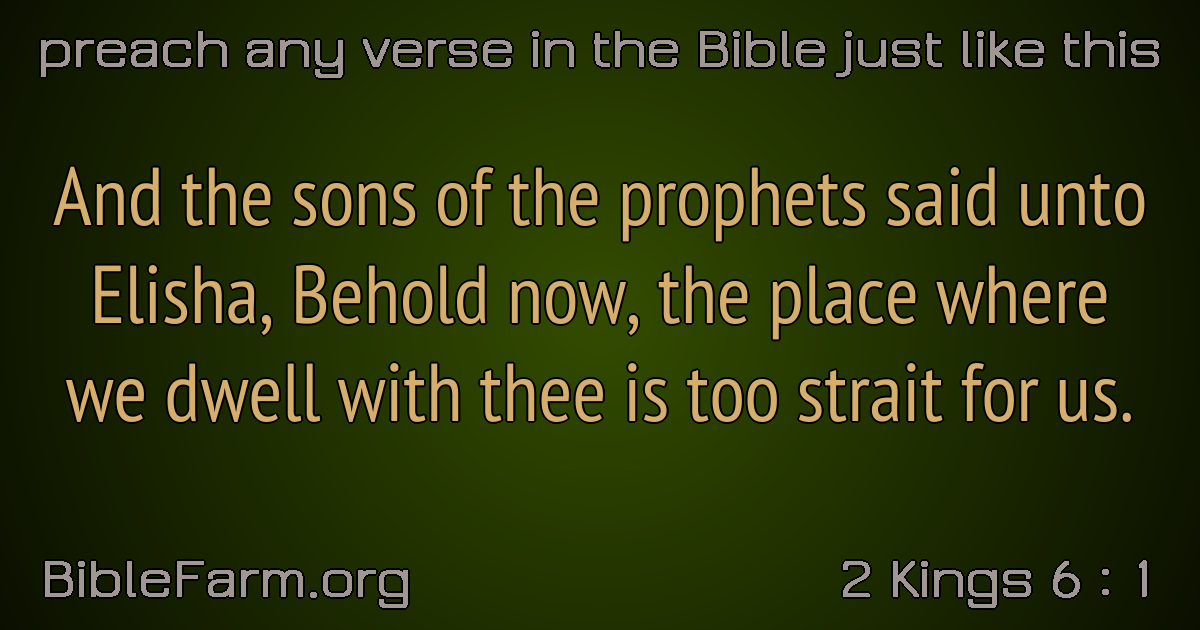 preach any verse in the Bible just like this
And the sons of the prophets said unto
Elisha, Behold now, the place where
we dwell with thee is too strait for us.
BibleFarm.org
2 Kings 6 : 1